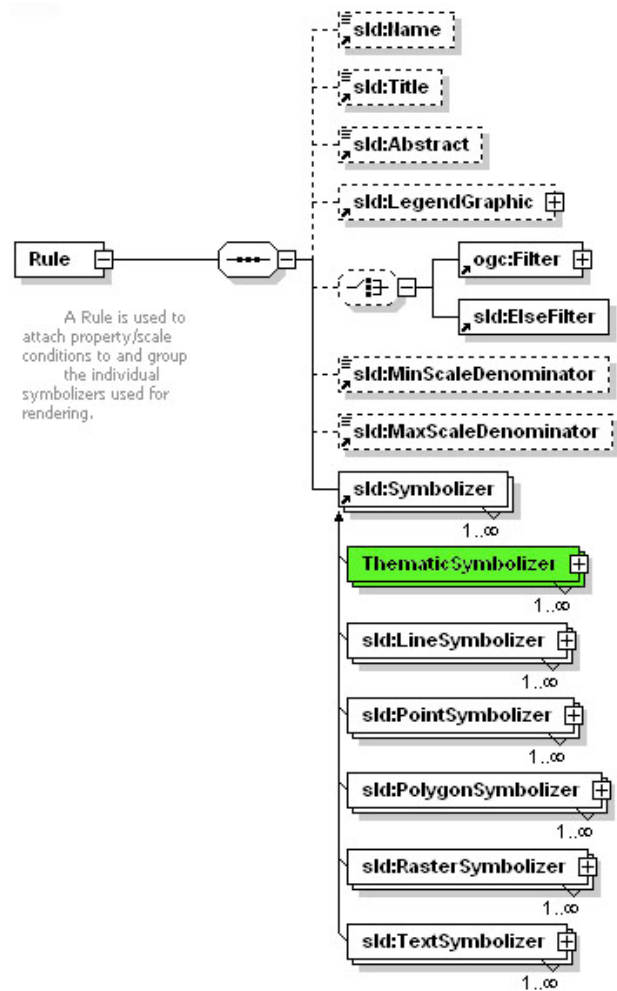 sld:Name
sld:Title
sld:Abstract
sld:LegendGraphic
Rule
ogc:Filter
sld:ElseFilter
A Rule is used to
attach property/scale
conditions to and group
the individual
symbolizers used for
rendering.
sld:MinScaleDenominator
sld:MaxScaleDenominator
sld:Symbolizer
1..∞
ThematicSymbolizer
1..∞
sld:LineSymbolizer
1..∞
sld:PointSymbolizer
1..∞
sld:PolygonSymbolizer
1..∞
sld:RasterSymbolizer
1..∞
sld:TextSymbolizer
1..∞